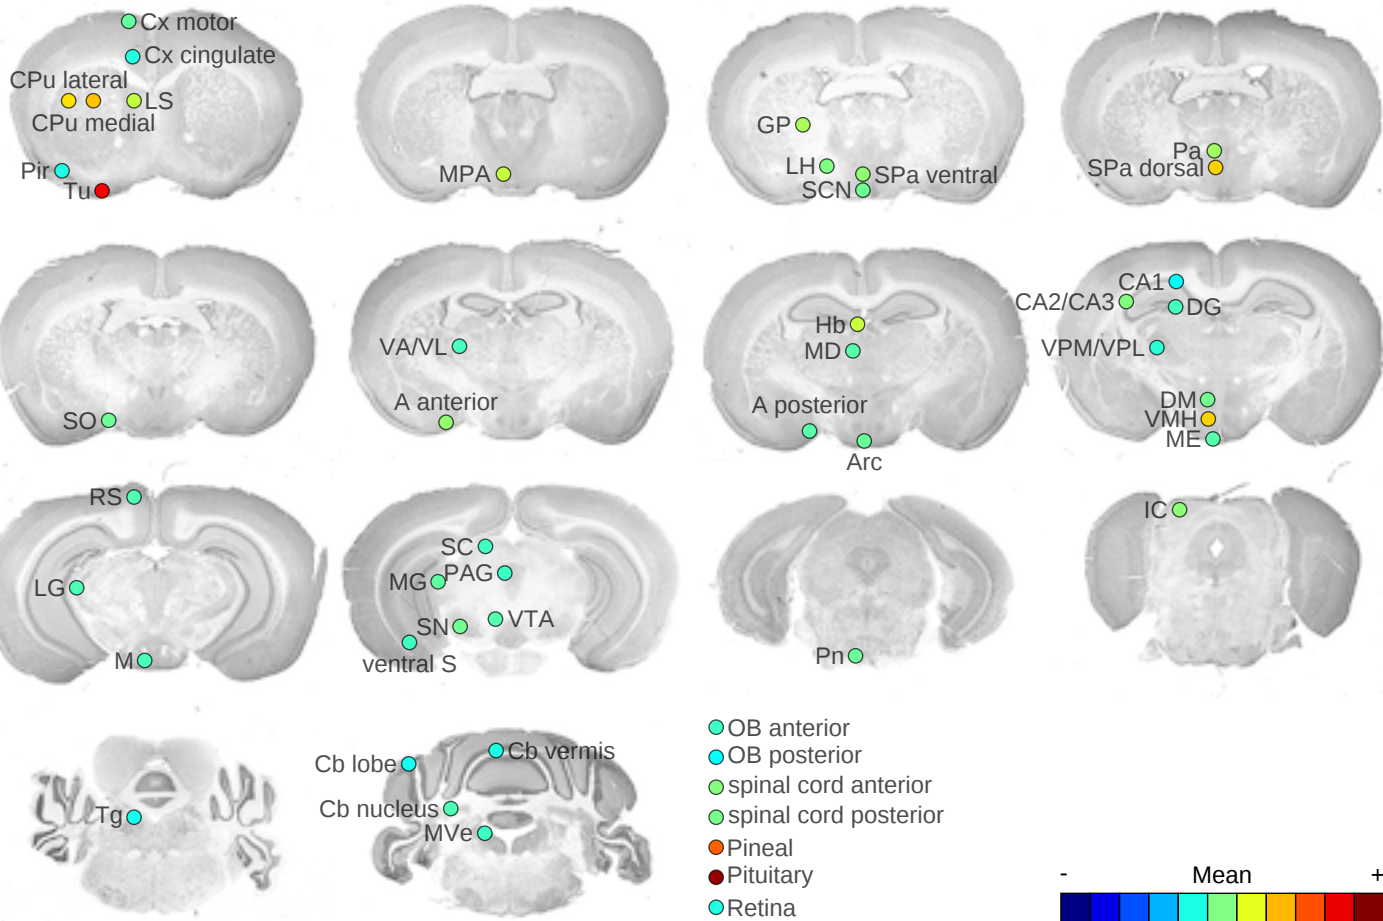 Cx motor
Cx cingulate
CPu lateral
LS
CPu medial
Pir
Tu
MPA
GP
LH
SPa ventral
SCN
Pa
SPa dorsal
SO
VA/VL
A anterior
Hb
MD
A posterior
Arc
CA1
CA2/CA3
DG
VPM/VPL
DM
VMH
ME
RS
LG
M
SC
MG
PAG
SN
VTA
ventral S
Pn
IC
Tg
Cb lobe
Cb vermis
Cb nucleus
MVe
OB anterior
OB posterior
spinal cord anterior
spinal cord posterior
Pineal
Pituitary
Retina
- Mean +